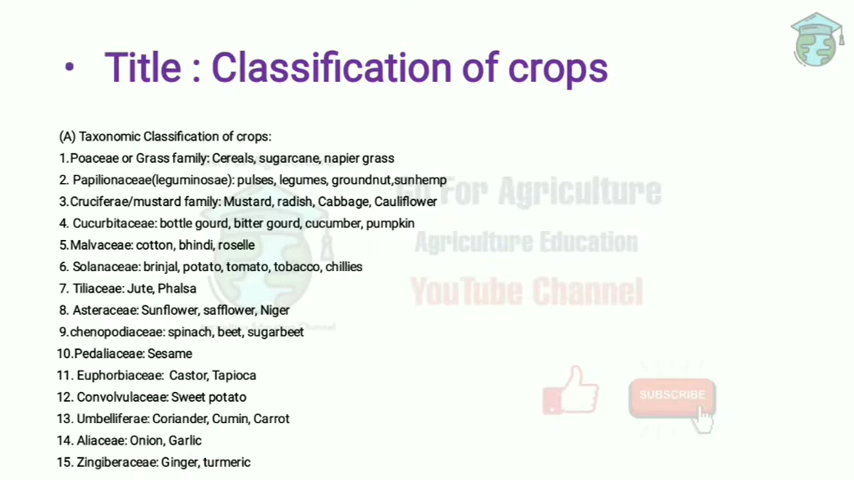 • Title : Classification of crops
(A) Taxonomic Classification of crops:
1.Poaceae or Grass family: Cereals, sugarcane, napier grass
2. Papilionaceae(leguminosae): pulses, legumes, groundnut,sunhemp
3.Cruciferae/mustard family: Mustard, radish, Cabbage, Cauliflower
4. Cucurbitaceae: bottle gourd, bitter gourd, cucumber, pumpkin
5.Malvaceae: cotton, bhindi, roselle
6. Solanaceae: brinjal, potato, tomato, tobacco, chillies
7. Tiliaceae: Jute, Phalsa
8. Asteraceae: Sunflower, safflower, Niger
9.chenopodiaceae: spinach, beet, sugarbeet
10.Pedaliaceae: Sesame
11. Euphorbiaceae: Castor, Tapioca
12. Convolvulaceae: Sweet potato
13. Umbelliferae: Coriander, Cumin, Carrot
14. Aliaceae: Onion, Garlic
15. Zingiberaceae: Ginger, turmeric
For Agriculture
Agriculture Education
YouTube Channel
SUBSCRIBE